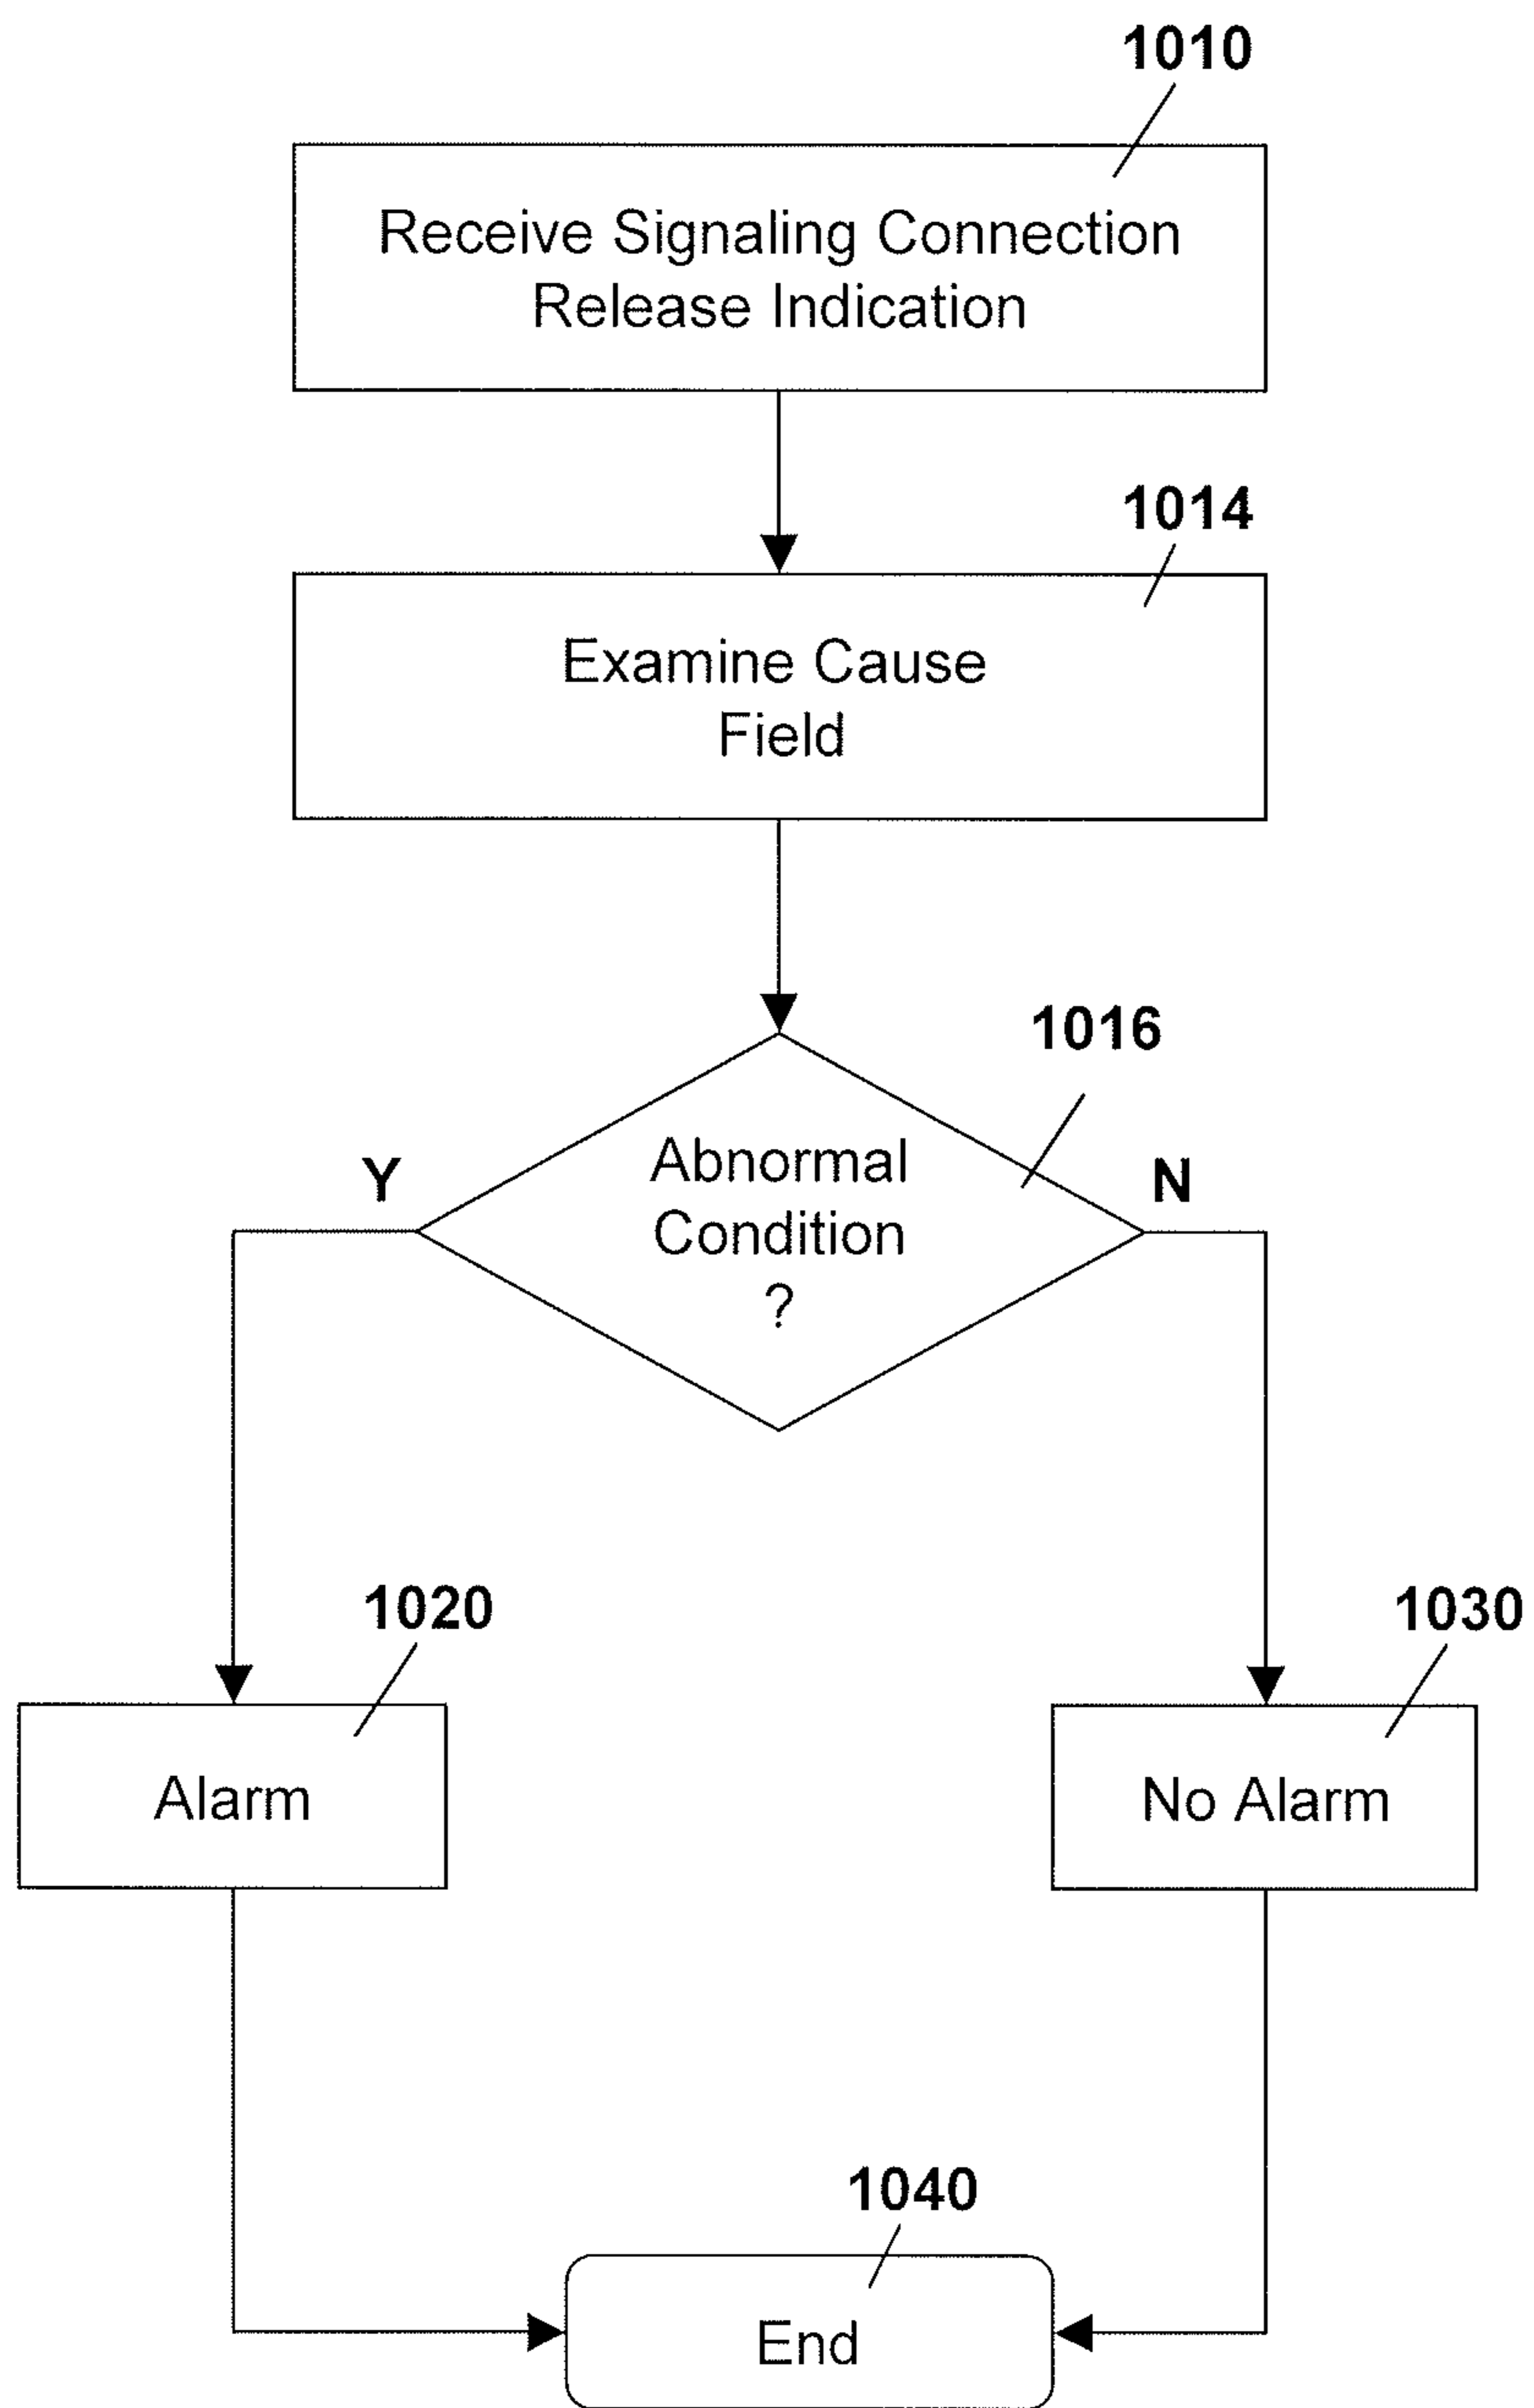 1010
Receive Signaling Connection
Release Indication
1014
Examine Cause
Field
1016
Y
Abnormal
Condition
?
N
1020
Alarm
1030
No Alarm
1040
End